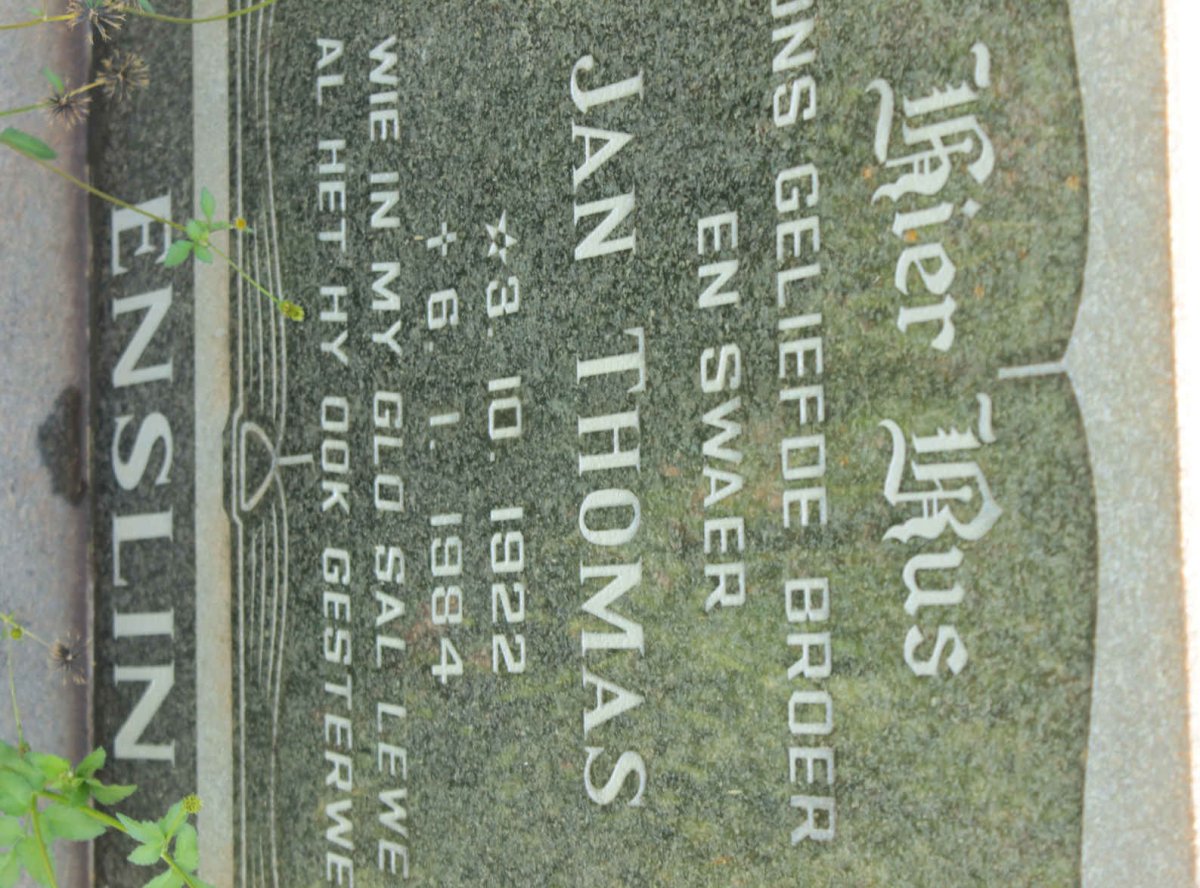 Hier Rus
ONS GELIEFDE BROER
EN SWAER
JAN THOMAS
☆3. 10. 1922
✝ 6. 1. 1984
WIE IN MY GLO SAL LEWE
AL HET HY OOK GESTERWE
ENSLIN